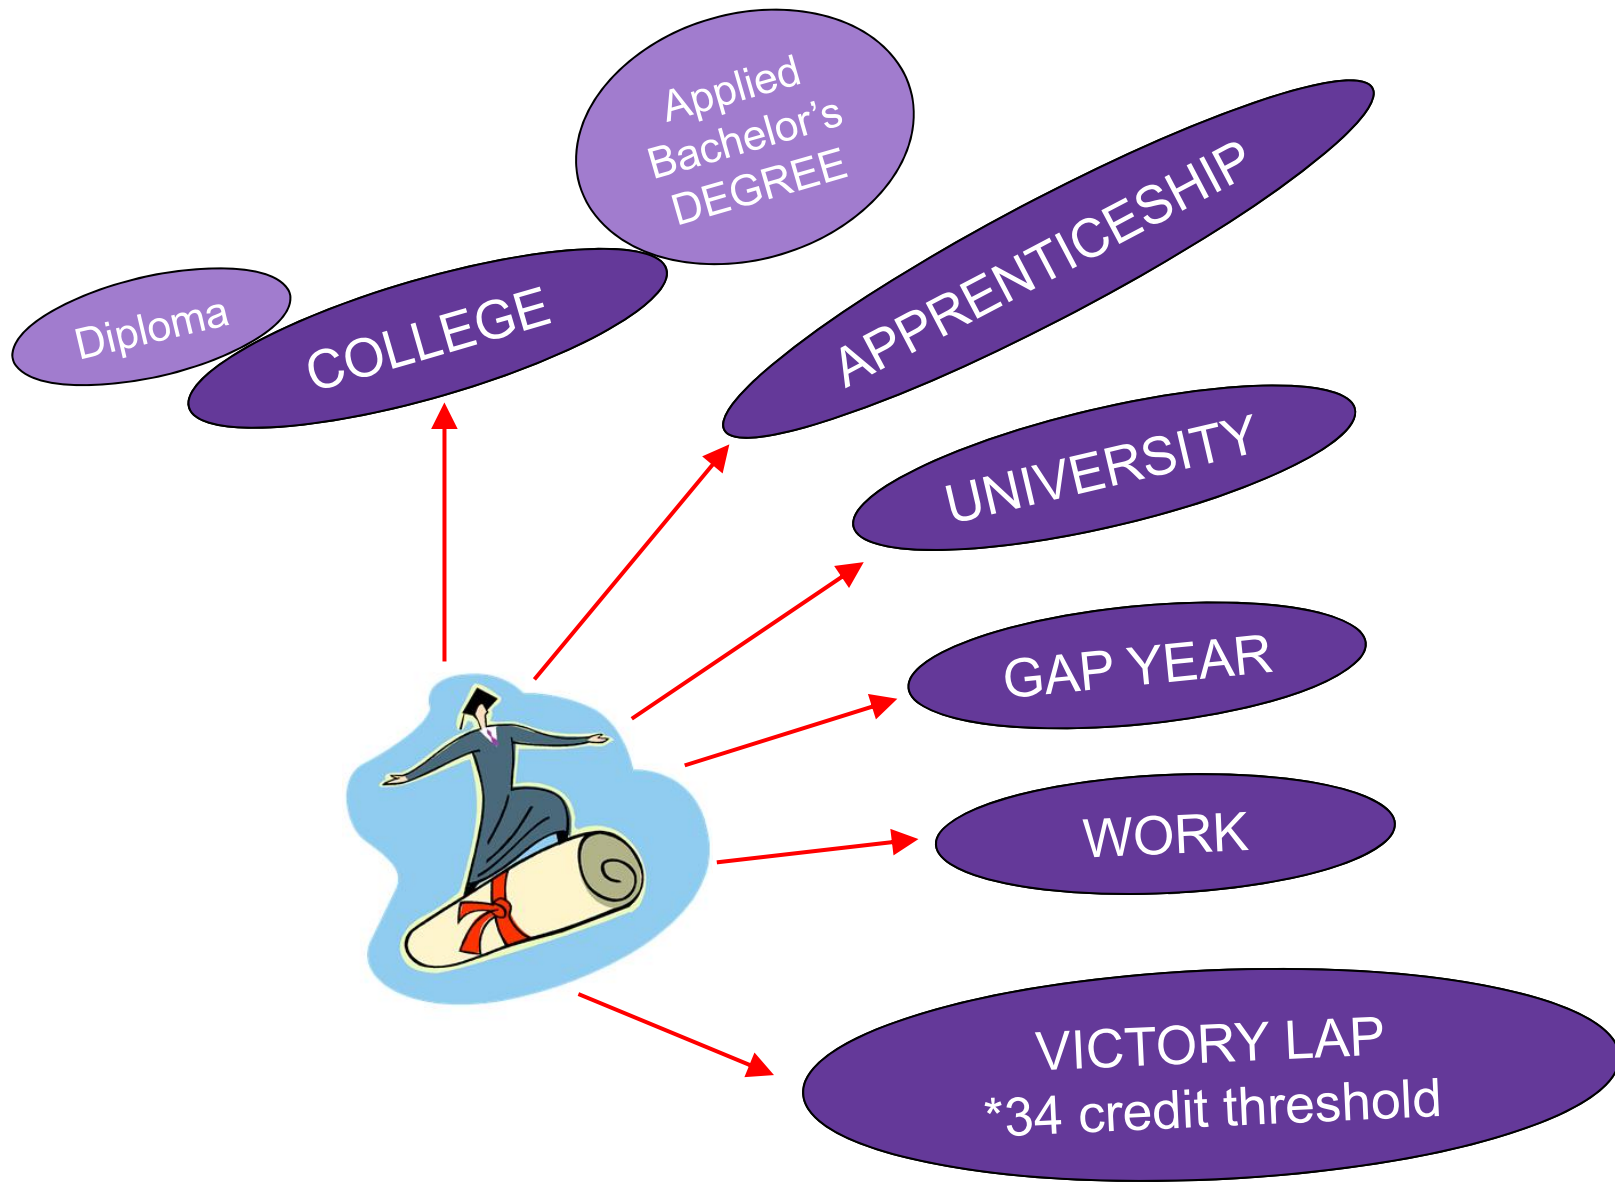 Applied
Bachelor’s
DEGREE
Diploma
COLLEGE
APPRENTICESHIP
UNIVERSITY
GAP YEAR
WORK
VICTORY LAP
*34 credit threshold